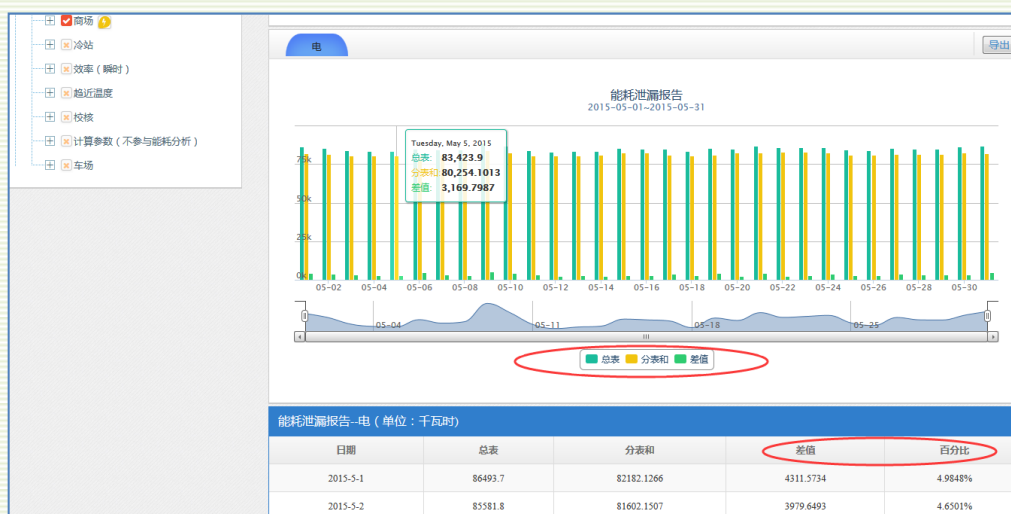 商场
冷站
效率（瞬时）
趋近温度
校核
计算参数（不参与能耗分析）
车场
电
导出
能耗泄漏报告
2015-05-01~2015-05-31
Tuesday, May 5, 2015
总表: 83,423.9
分表和: 80,254.1013
差值: 3,169.7987
75k
50k
25k
0k
05-02 05-04 05-06 05-08 05-10 05-12 05-14 05-16 05-18 05-20 05-22 05-24 05-26 05-28 05-30
05-04 05-11 05-18 05-25
总表 分表和 差值
能耗泄漏报告--电（单位：千瓦时）
日期 总表 分表和 差值 百分比
2015-5-1 86493.7 82182.1266 4311.5734 4.9848%
2015-5-2 85581.8 81602.1507 3979.6493 4.6501%